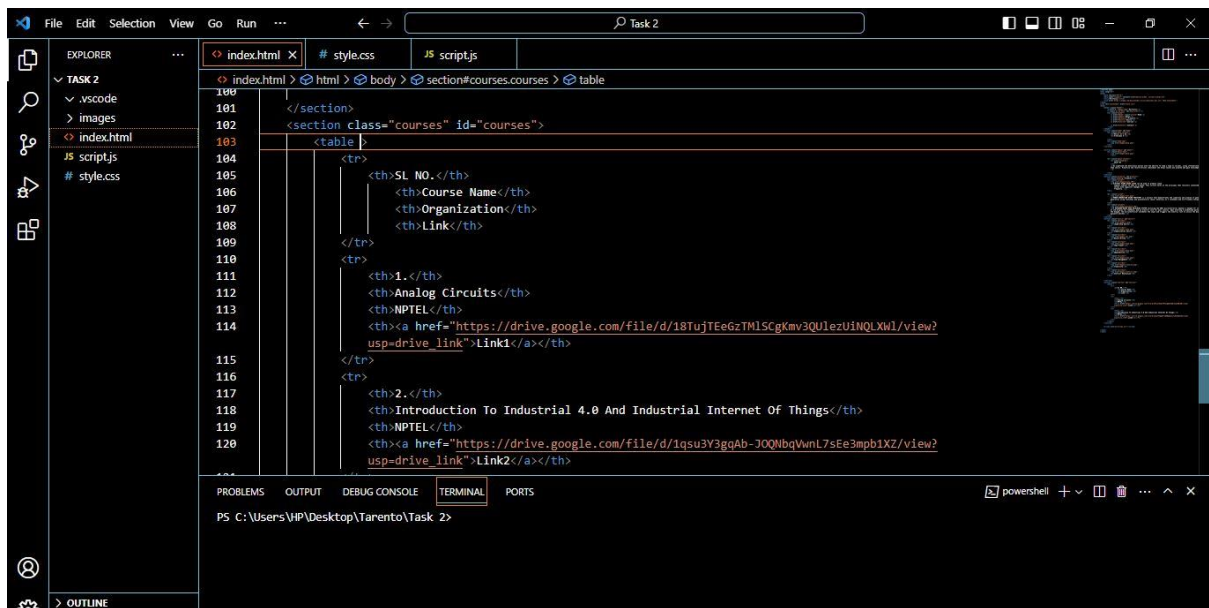 File Edit Selection View Go Run ··· ← → Task 2
EXPLORER ···
TASK 2
.vscode
images
index.html
script.js
style.css
OUTLINE
index.html × # style.css JS script.js
index.html > html > body > section#courses.courses > table
100
101 </section>
102 <section class="courses" id="courses">
103 <table >
104 <tr>
105 <th>SL NO.</th>
106 <th>Course Name</th>
107 <th>Organization</th>
108 <th>Link</th>
109 </tr>
110 <tr>
111 <th>1.</th>
112 <th>Analog Circuits</th>
113 <th>NPTEL</th>
114 <th><a href="https://drive.google.com/file/d/18TujTEeGzTMlSCgKmv3QUlezUiNQLXWl/view?
usp=drive_link">Link1</a></th>
115 </tr>
116 <tr>
117 <th>2.</th>
118 <th>Introduction To Industrial 4.0 And Industrial Internet Of Things</th>
119 <th>NPTEL</th>
120 <th><a href="https://drive.google.com/file/d/1qsu3Y3gqAb-JOQNbqVwnL7sEe3mpb1XZ/view?
usp=drive_link">Link2</a></th>
PROBLEMS OUTPUT DEBUG CONSOLE TERMINAL PORTS powershell
PS C:\Users\HP\Desktop\Tarento\Task 2>